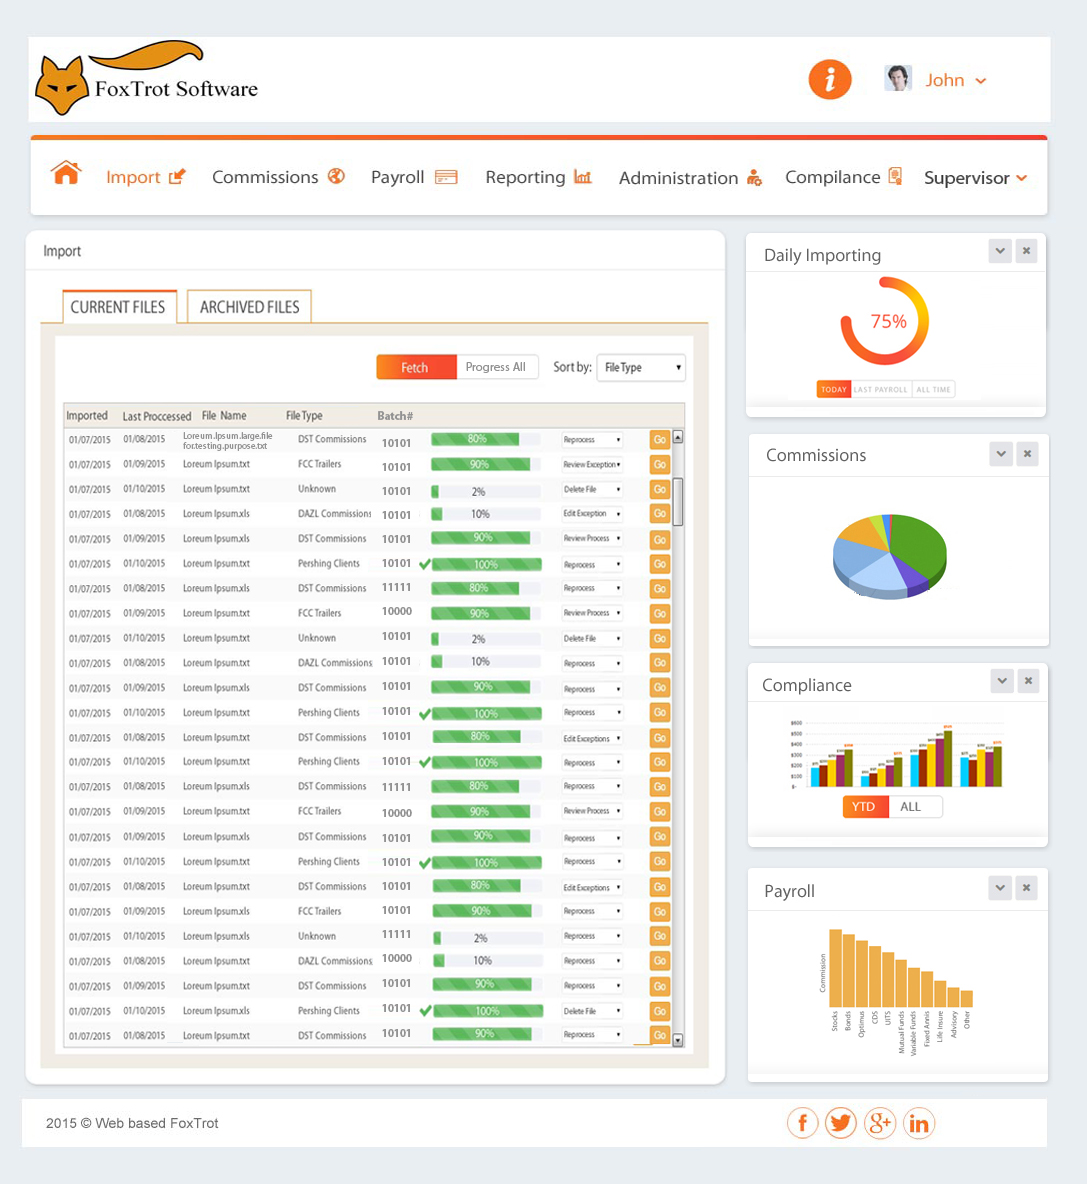 FoxTrot Software
i
John
Import Commissions Payroll Reporting Administration Compilance Supervisor
Import
CURRENT FILES ARCHIVED FILES
Fetch Progress All Sort by: File Type
Imported Last Proccessed File Name File Type Batch#
01/07/2015 01/08/2015 Loreum.Ipsum.large.file
for.testing.purpose.txt DST Commissions 10101 80% Reprocess Go
01/07/2015 01/09/2015 Loreum Ipsum.txt FCC Trailers 10101 90% Review Exception Go
01/07/2015 01/10/2015 Loreum Ipsum.txt Unknown 10101 2% Delete File Go
01/07/2015 01/08/2015 Loreum Ipsum.xls DAZL Commissions 10101 10% Edit Exception Go
01/07/2015 01/09/2015 Loreum Ipsum.xls DST Commissions 10101 90% Review Process Go
01/07/2015 01/10/2015 Loreum Ipsum.txt Pershing Clients 10101 100% Reprocess Go
01/07/2015 01/08/2015 Loreum Ipsum.xls DST Commissions 11111 80% Reprocess Go
01/07/2015 01/09/2015 Loreum Ipsum.txt FCC Trailers 10000 90% Review Process Go
01/07/2015 01/10/2015 Loreum Ipsum.txt Unknown 10101 2% Delete File Go
01/07/2015 01/08/2015 Loreum Ipsum.txt DAZL Commissions 10101 10% Reprocess Go
01/07/2015 01/09/2015 Loreum Ipsum.xls DST Commissions 10101 90% Reprocess Go
01/07/2015 01/10/2015 Loreum Ipsum.txt Pershing Clients 10101 100% Reprocess Go
01/07/2015 01/08/2015 Loreum Ipsum.txt DST Commissions 10101 80% Edit Exceptions Go
01/07/2015 01/10/2015 Loreum Ipsum.txt Pershing Clients 10101 100% Reprocess Go
01/07/2015 01/08/2015 Loreum Ipsum.xls DST Commissions 11111 80% Reprocess Go
01/07/2015 01/09/2015 Loreum Ipsum.txt FCC Trailers 10000 90% Review Process Go
01/07/2015 01/09/2015 Loreum Ipsum.xls DST Commissions 10101 90% Reprocess Go
01/07/2015 01/10/2015 Loreum Ipsum.txt Pershing Clients 10101 100% Reprocess Go
01/07/2015 01/08/2015 Loreum Ipsum.txt DST Commissions 10101 80% Edit Exceptions Go
01/07/2015 01/09/2015 Loreum Ipsum.xls FCC Trailers 10101 90% Reprocess Go
01/07/2015 01/10/2015 Loreum Ipsum.xls Unknown 11111 2% Reprocess Go
01/07/2015 01/08/2015 Loreum Ipsum.txt DAZL Commissions 10000 10% Reprocess Go
01/07/2015 01/09/2015 Loreum Ipsum.xls DST Commissions 10101 90% Reprocess Go
01/07/2015 01/10/2015 Loreum Ipsum.txt Pershing Clients 10101 100% Delete File Go
01/07/2015 01/08/2015 Loreum Ipsum.txt DST Commissions 10101 90% Reprocess Go
Daily Importing
75%
TODAY LAST PAYROLL ALL TIME
Commissions
Compliance
$600
$500
$400
$300
$200
$100
$-
YTD ALL
Payroll
Commission
Stocks
Bonds
Optimus
CDS
UITS
Mutual Funds
Variable Funds
Fixed Annis
Life Insure
Advisory
Other
2015 © Web based FoxTrot
f g+ in